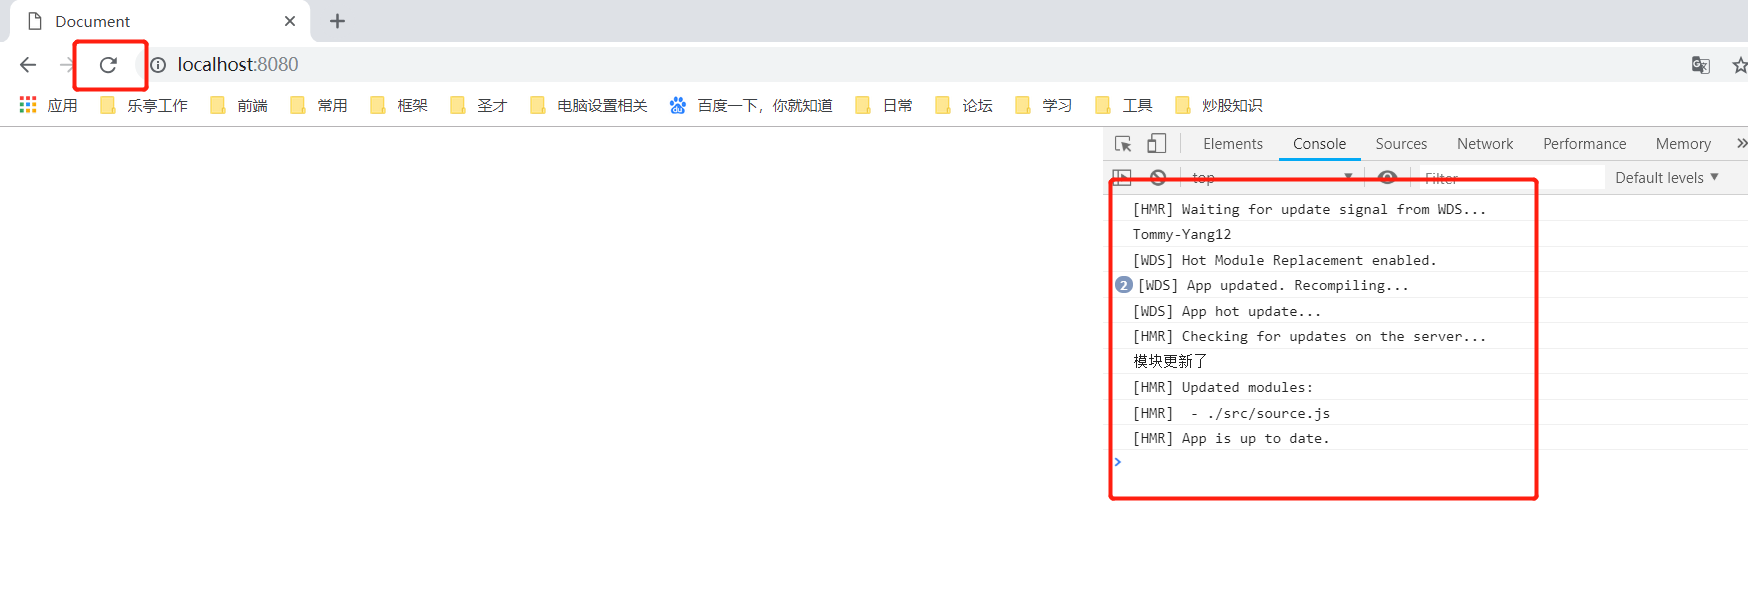 Document
localhost:8080
应用 乐亭工作 前端 常用 框架 圣才 电脑设置相关 百度一下，你就知道 日常 论坛 学习 工具 炒股知识
Elements Console Sources Network Performance Memory
top Filter Default levels
[HMR] Waiting for update signal from WDS...
Tommy-Yang12
[WDS] Hot Module Replacement enabled.
2 [WDS] App updated. Recompiling...
[WDS] App hot update...
[HMR] Checking for updates on the server...
模块更新了
[HMR] Updated modules:
[HMR]  - ./src/source.js
[HMR] App is up to date.